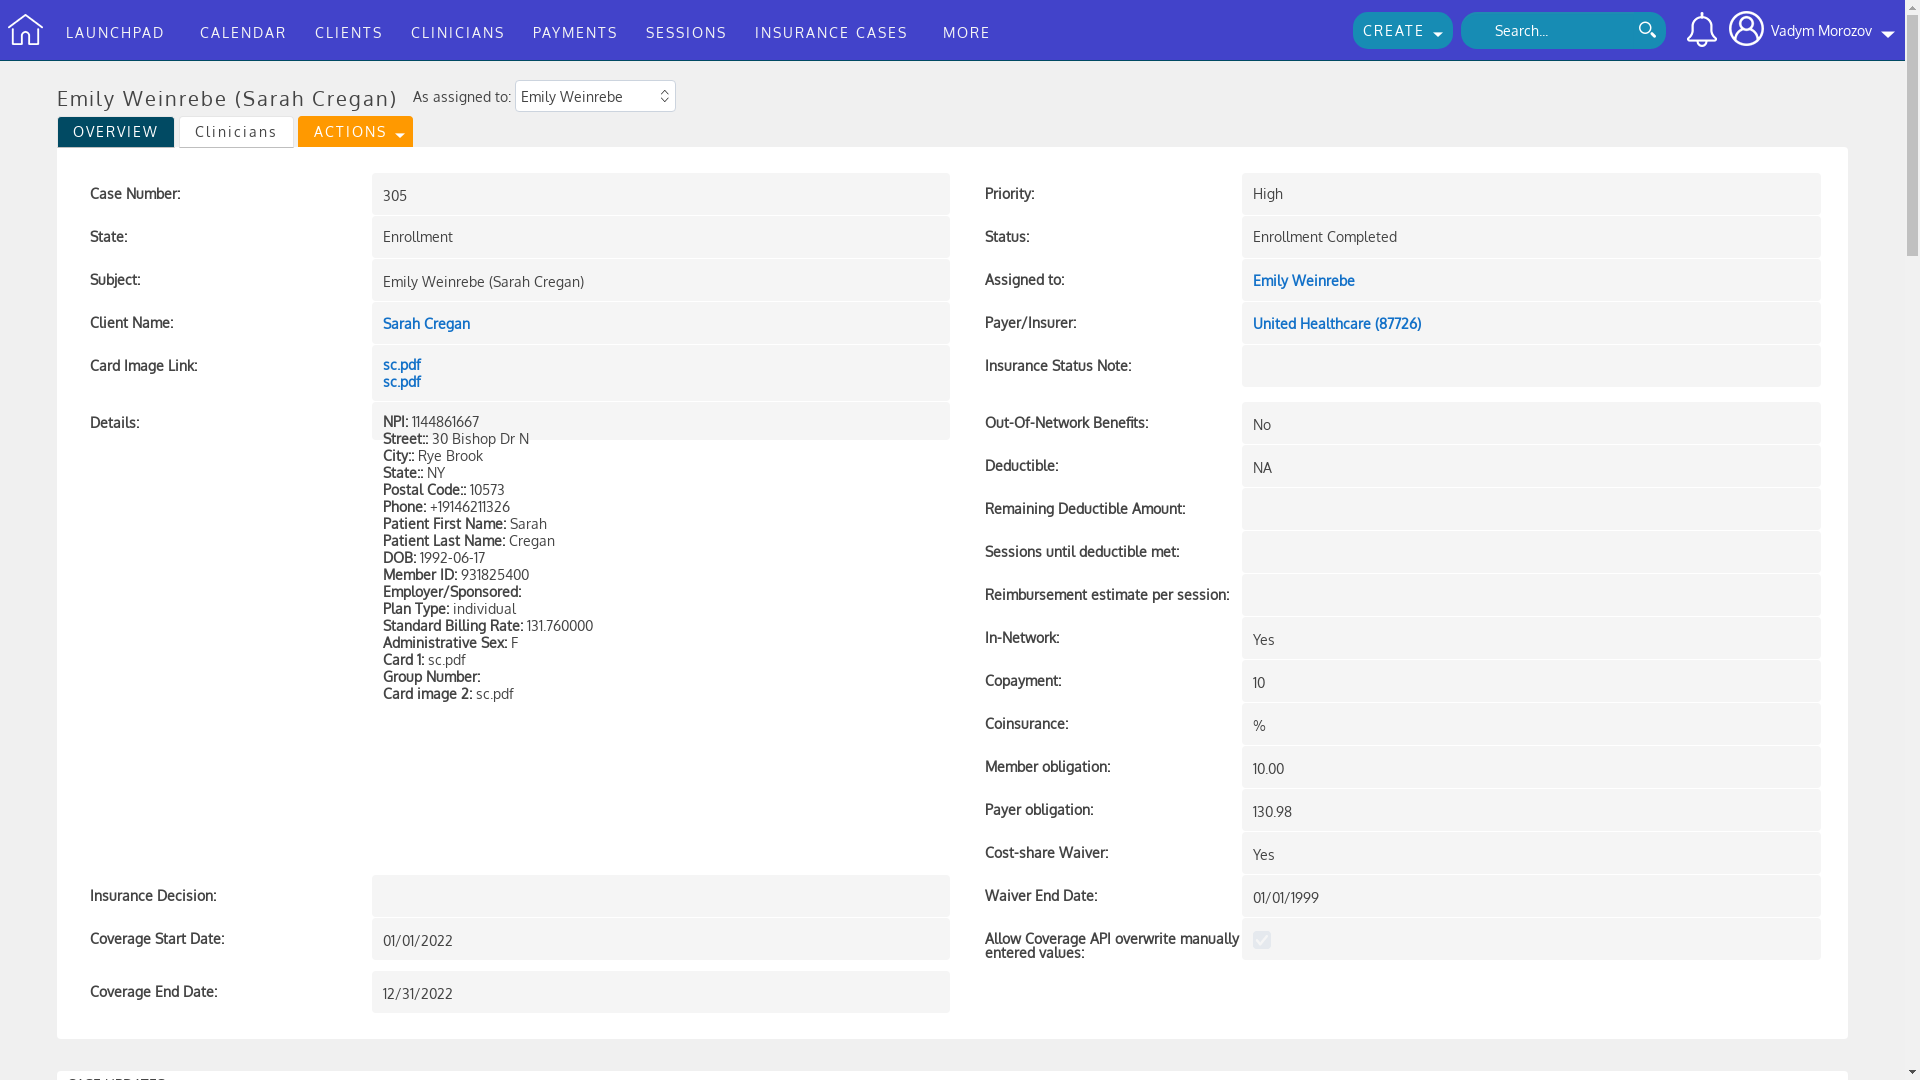 LAUNCHPAD CALENDAR CLIENTS CLINICIANS PAYMENTS SESSIONS INSURANCE CASES MORE CREATE Search... Vadym Morozov
Emily Weinrebe (Sarah Cregan) As assigned to: Emily Weinrebe
OVERVIEW Clinicians ACTIONS
Case Number: 305 Priority: High
State: Enrollment Status: Enrollment Completed
Subject: Emily Weinrebe (Sarah Cregan) Assigned to: Emily Weinrebe
Client Name: Sarah Cregan Payer/Insurer: United Healthcare (87726)
Card Image Link: sc.pdf Insurance Status Note:
sc.pdf
Details: NPI: 1144861667 Out-Of-Network Benefits: No
Street:: 30 Bishop Dr N
City:: Rye Brook
State:: NY Deductible: NA
Postal Code:: 10573
Phone: +19146211326 Remaining Deductible Amount:
Patient First Name: Sarah
Patient Last Name: Cregan
DOB: 1992-06-17 Sessions until deductible met:
Member ID: 931825400
Employer/Sponsored: Reimbursement estimate per session:
Plan Type: individual
Standard Billing Rate: 131.760000
Administrative Sex: F In-Network: Yes
Card 1: sc.pdf
Group Number: Copayment: 10
Card image 2: sc.pdf
Coinsurance: %
Member obligation: 10.00
Payer obligation: 130.98
Cost-share Waiver: Yes
Insurance Decision: Waiver End Date: 01/01/1999
Coverage Start Date: 01/01/2022 Allow Coverage API overwrite manually
entered values:
Coverage End Date: 12/31/2022